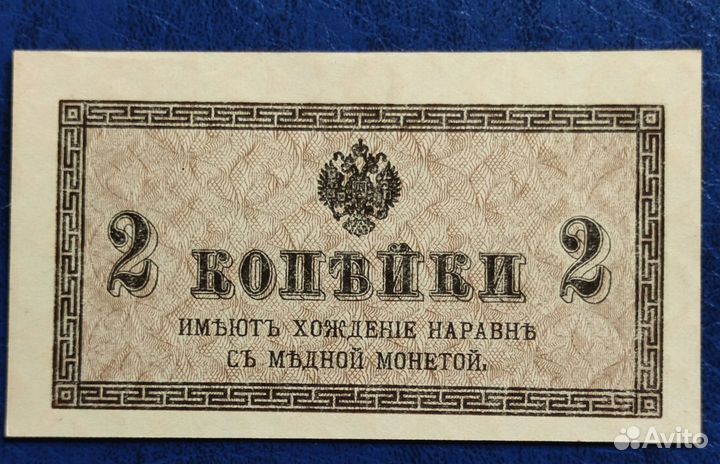 2 КОПѢЙКИ 2
ИМѢЮТЪ ХОЖДЕНІЕ НАРАВНѢ
СЪ МѢДНОЙ МОНЕТОЙ.
Avito